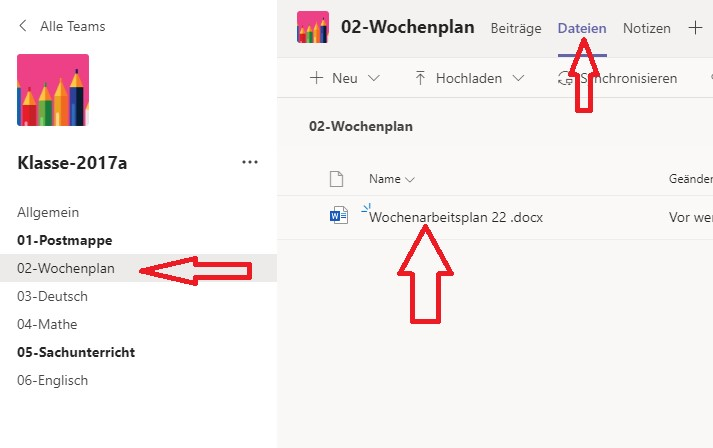 Alle Teams
Klasse-2017a
Allgemein
01-Postmappe
02-Wochenplan
03-Deutsch
04-Mathe
05-Sachunterricht
06-Englisch
02-Wochenplan Beiträge Dateien Notizen
Neu Hochladen Synchronisieren
02-Wochenplan
Name Geänder
Wochenarbeitsplan 22 .docx Vor we